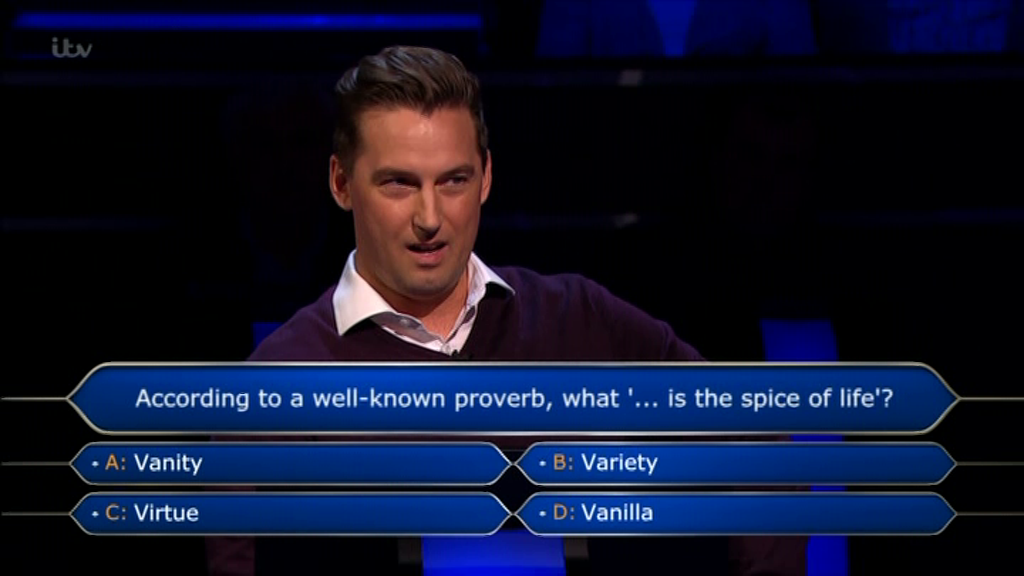 itv
According to a well-known proverb, what '... is the spice of life'?
A: Vanity
B: Variety
C: Virtue
D: Vanilla